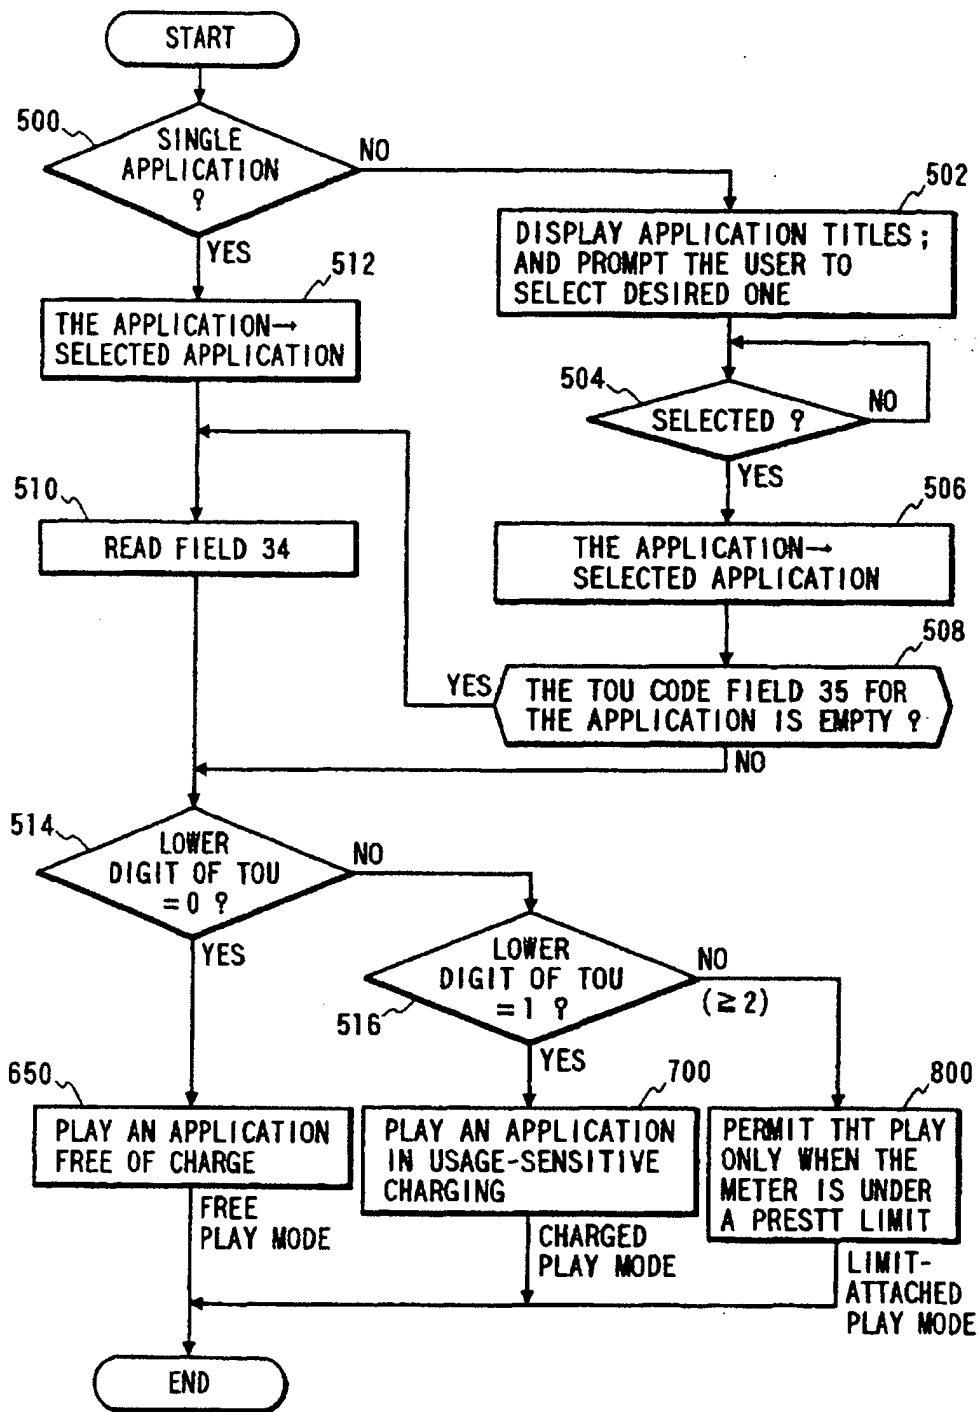 START
500
SINGLE
APPLICATION
?
NO
YES
502
DISPLAY APPLICATION TITLES;
AND PROMPT THE USER TO
SELECT DESIRED ONE
512
THE APPLICATION→
SELECTED APPLICATION
504
SELECTED ?
NO
YES
510
READ FIELD 34
506
THE APPLICATION→
SELECTED APPLICATION
508
YES
THE TOU CODE FIELD 35 FOR
THE APPLICATION IS EMPTY ?
NO
514
LOWER
DIGIT OF TOU
=0 ?
NO
YES
516
LOWER
DIGIT OF TOU
=1 ?
NO
(≧2)
YES
650
PLAY AN APPLICATION
FREE OF CHARGE
FREE
PLAY MODE
700
PLAY AN APPLICATION
IN USAGE-SENSITIVE
CHARGING
CHARGED
PLAY MODE
800
PERMIT THT PLAY
ONLY WHEN THE
METER IS UNDER
A PRESTT LIMIT
LIMIT-
ATTACHED
PLAY MODE
END